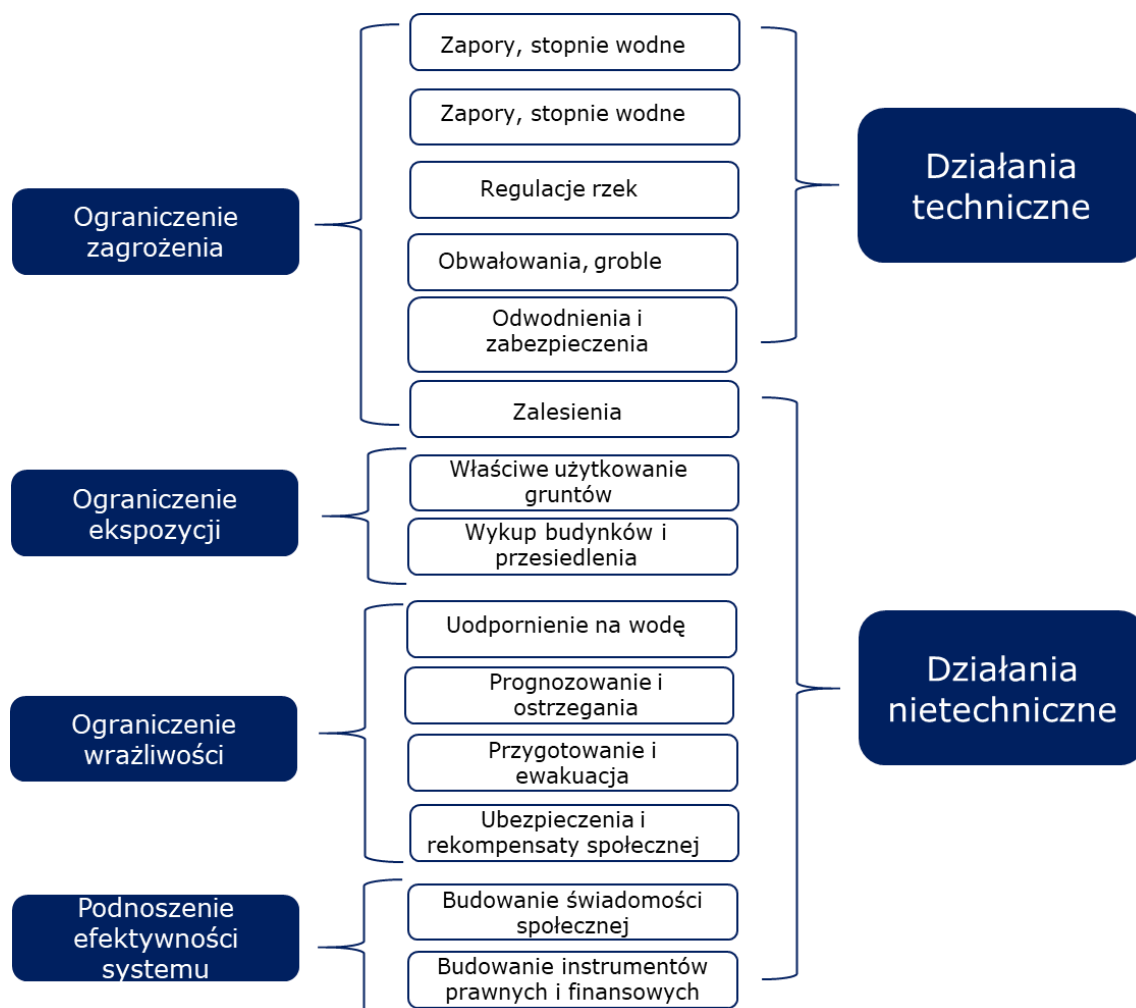 Zapory, stopnie wodne
Zapory, stopnie wodne
Regulacje rzek
Obwałowania, groble
Odwodnienia i
zabezpieczenia
Zalesienia
Ograniczenie
zagrożenia
Działania
techniczne
Właściwe użytkowanie
gruntów
Wykup budynków i
przesiedlenia
Ograniczenie
ekspozycji
Uodpornienie na wodę
Prognozowanie i
ostrzegania
Przygotowanie i
ewakuacja
Ubezpieczenia i
rekompensaty społecznej
Ograniczenie
wrażliwości
Działania
nietechniczne
Budowanie świadomości
społecznej
Budowanie instrumentów
prawnych i finansowych
Podnoszenie
efektywności
systemu